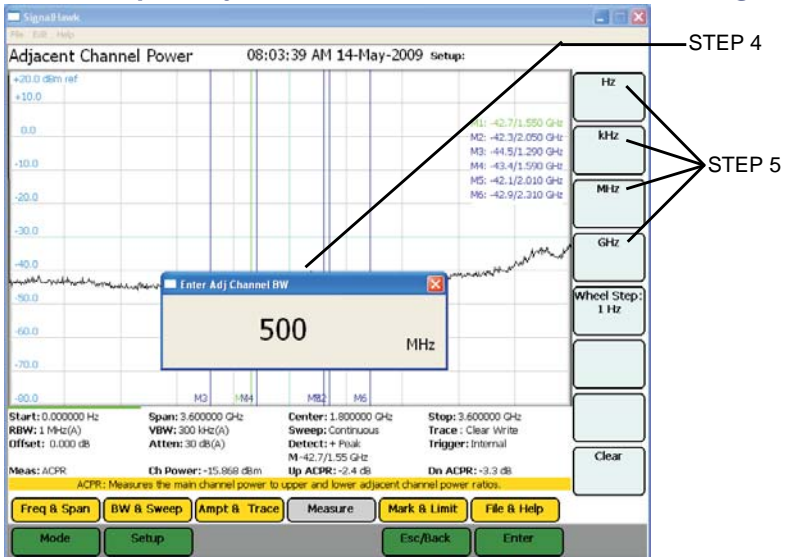 SignalHawk
File Edit Help
Adjacent Channel Power 08:03:39 AM 14-May-2009 Setup:
STEP 4
+20.0 dBm ref
+10.0
0.0
-10.0
-20.0
-30.0
-40.0
-50.0
-60.0
-70.0
-80.0
M1: -42.7/1.550 GHz
M2: -42.3/2.050 GHz
M3: -44.5/1.290 GHz
M4: -43.4/1.590 GHz
M5: -42.1/2.010 GHz
M6: -42.9/2.310 GHz
Hz
kHz
MHz
GHz
STEP 5
Wheel Step:
1 Hz
Clear
Enter Adj Channel BW
500 MHz
M3 M6
Start: 0.000000 Hz Span: 3.600000 GHz Center: 1.800000 GHz Stop: 3.600000 GHz
RBW: 1 MHz(A) VBW: 300 kHz(A) Sweep: Continuous Trace : Clear Write
Offset: 0.000 dB Atten: 30 dB(A) Detect: + Peak Trigger: Internal
M -42.7/1.55 GHz
Meas: ACPR Ch Power: -15.868 dBm Up ACPR: -2.4 dB Dn ACPR: -3.3 dB
ACPR: Measures the main channel power to upper and lower adjacent channel power ratios.
Freq & Span BW & Sweep Ampt & Trace Measure Mark & Limit File & Help
Mode Setup Esc/Back Enter